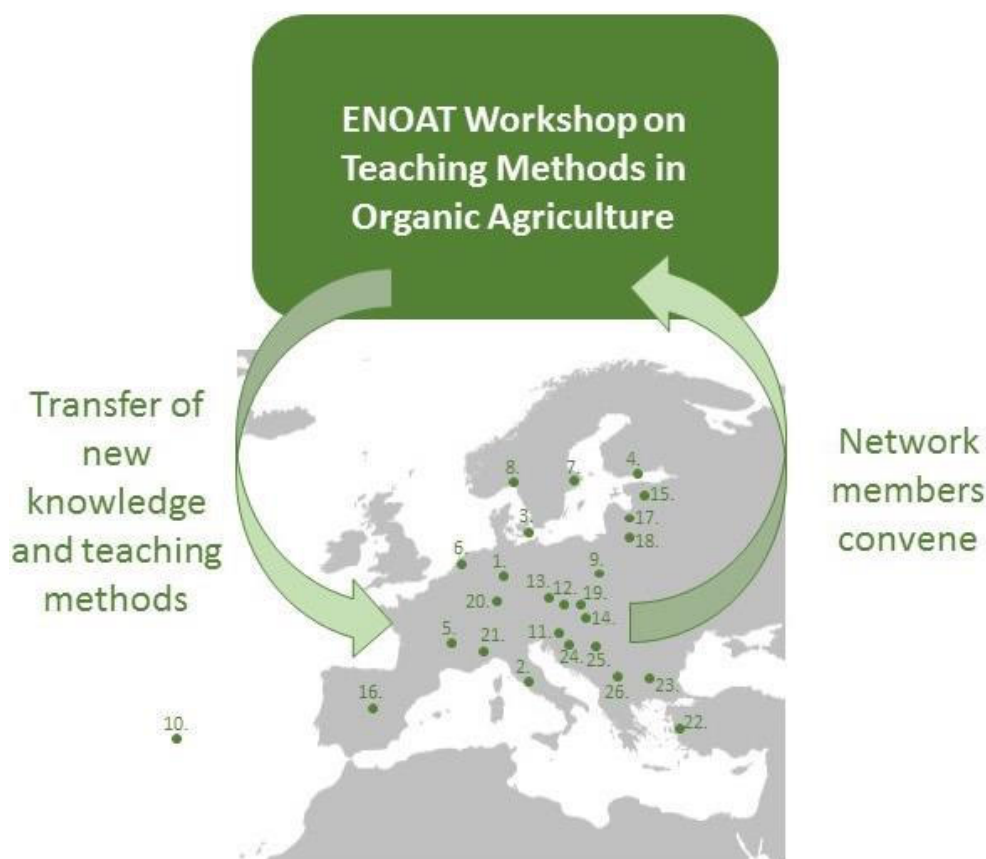 ENOAT Workshop on
Teaching Methods in
Organic Agriculture
Transfer of
new
knowledge
and teaching
methods
Network
members
convene
8.
7.
4.
15.
3.
17.
18.
6.
1.
9.
13.
12.
19.
20.
14.
5.
21.
11.
24.
25.
2.
26.
23.
16.
10.
22.